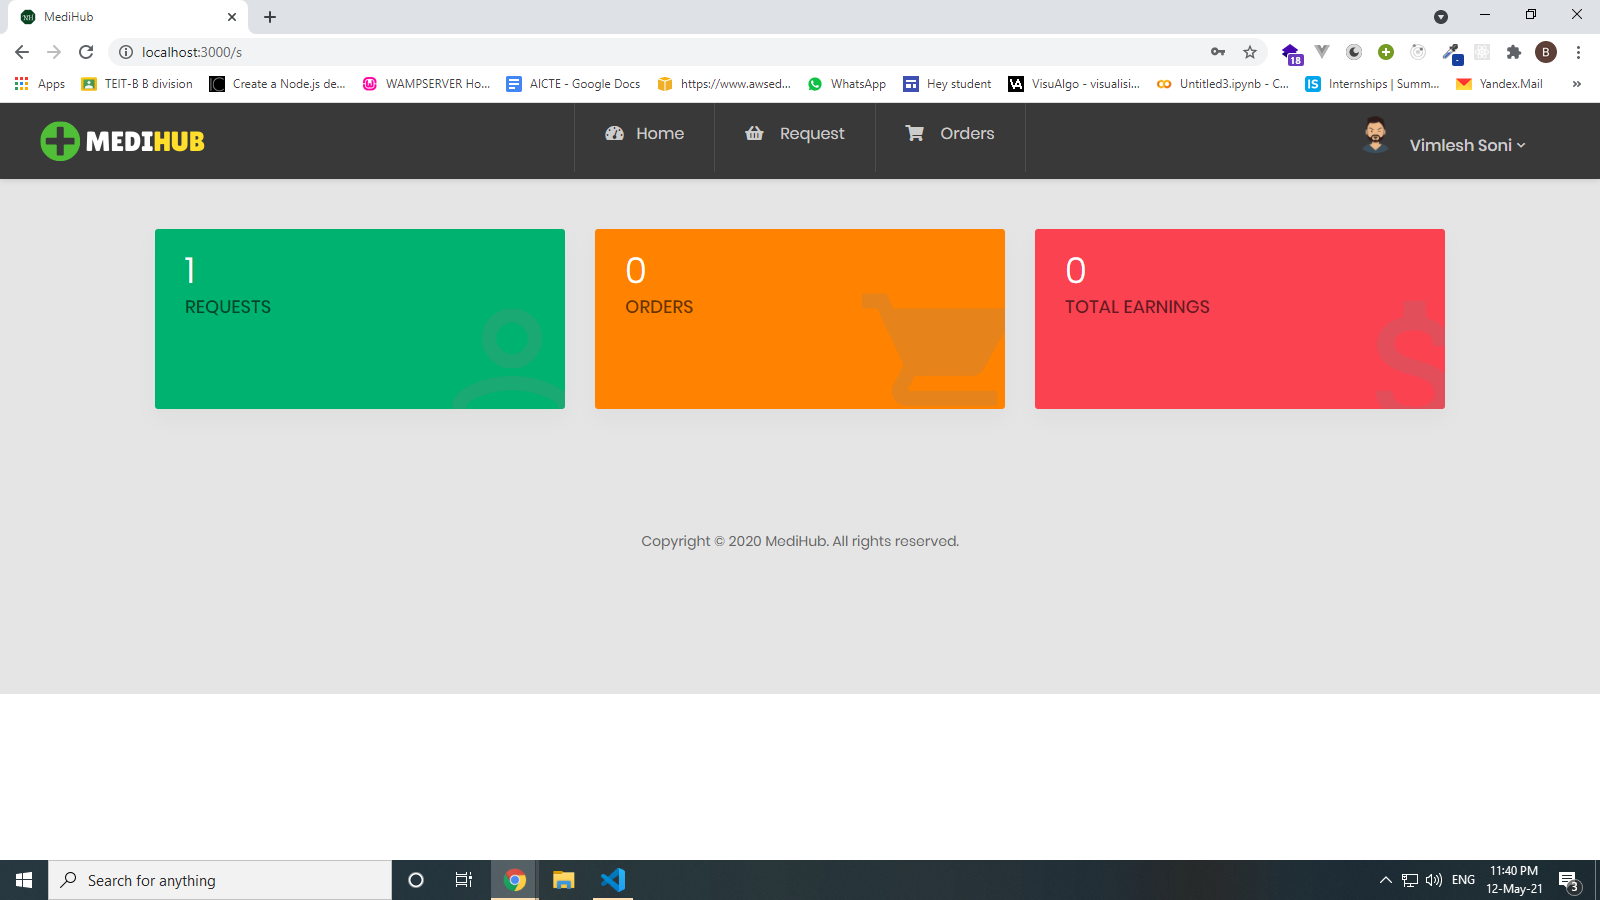 MediHub
localhost:3000/s
18
B
Apps
TEIT-B B division
Create a Node.js de...
WAMPSERVER Ho...
AICTE - Google Docs
https://www.awsed...
WhatsApp
Hey student
VisuAlgo - visualisi...
Untitled3.ipynb - C...
Internships | Summ...
Yandex.Mail
»
MEDIHUB
Home
Request
Orders
Vimlesh Soni
1
REQUESTS
0
ORDERS
0
TOTAL EARNINGS
Copyright © 2020 MediHub. All rights reserved.
Search for anything
ENG
11:40 PM
12-May-21
3